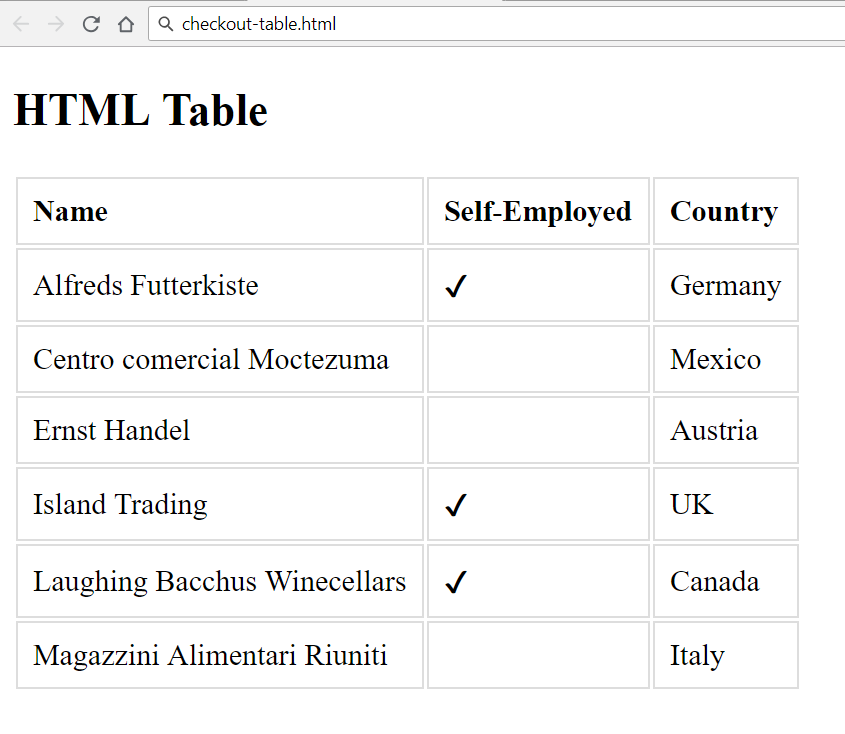 checkout-table.html
HTML Table
Name Self-Employed Country
Alfreds Futterkiste ✓ Germany
Centro comercial Moctezuma Mexico
Ernst Handel Austria
Island Trading ✓ UK
Laughing Bacchus Winecellars ✓ Canada
Magazzini Alimentari Riuniti Italy